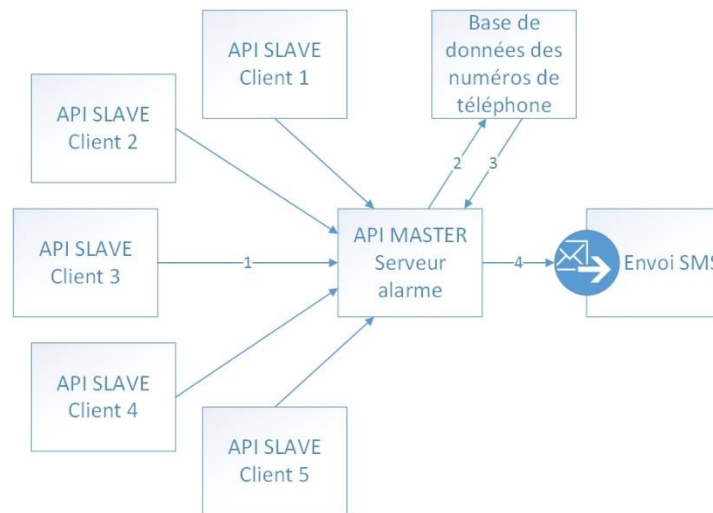 API SLAVE
Client 1
Base de
données des
numéros de
téléphone
API SLAVE
Client 2
2
3
API SLAVE
Client 3
1
API MASTER
Serveur
alarme
4
Envoi SMS
API SLAVE
Client 4
API SLAVE
Client 5